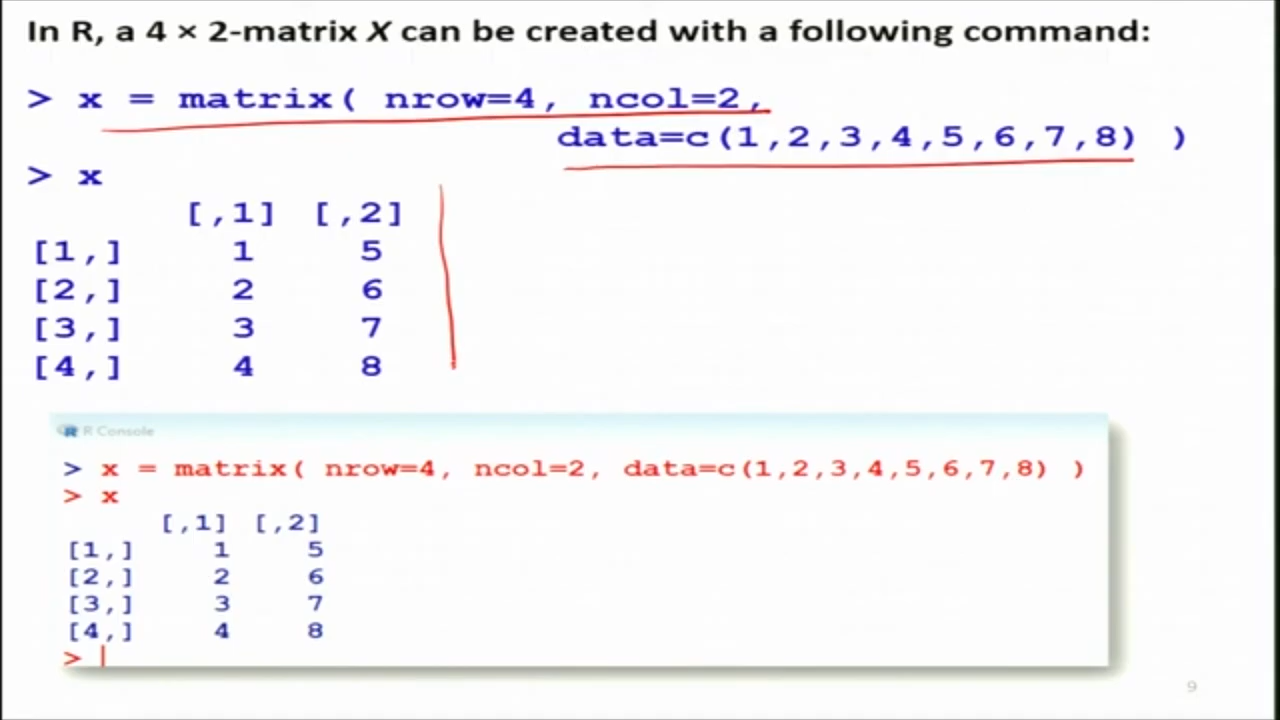 In R, a 4 × 2-matrix X can be created with a following command:
> x = matrix( nrow=4, ncol=2,
data=c(1,2,3,4,5,6,7,8) )
> x
[,1] [,2]
[1,] 1 5
[2,] 2 6
[3,] 3 7
[4,] 4 8
R Console
> x = matrix( nrow=4, ncol=2, data=c(1,2,3,4,5,6,7,8) )
> x
[,1] [,2]
[1,] 1 5
[2,] 2 6
[3,] 3 7
[4,] 4 8
> |
9